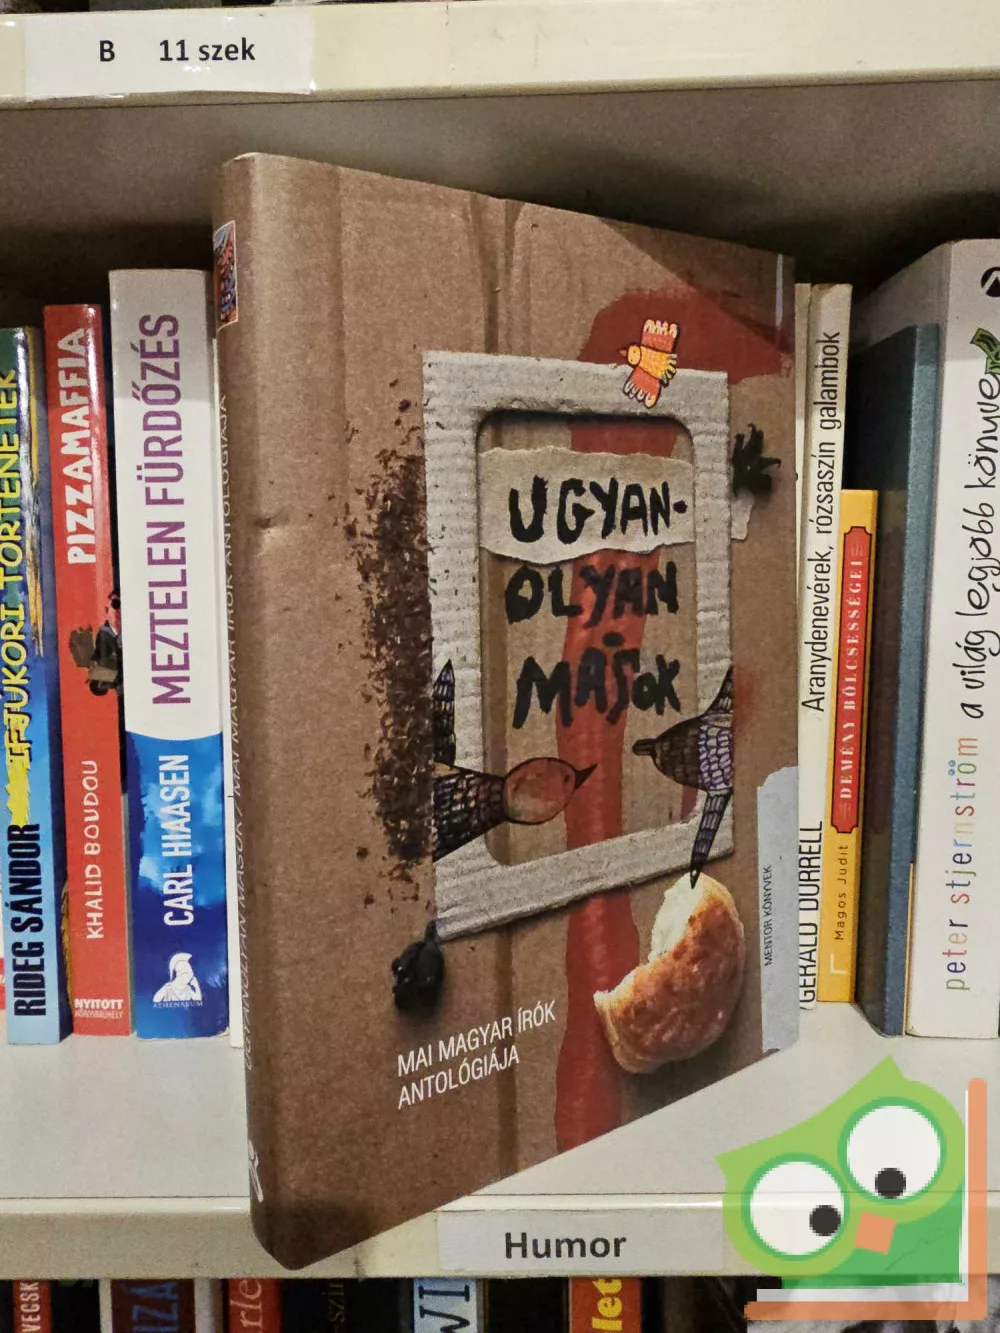 B 11 szek
RIDEG SÁNDOR IFJÚKORI TÖRTÉNETEK
PIZZAMAFFIA
KHALID BOUDOU
NYITOTT
KÖNYVMŰHELY
MEZTELEN FÜRDŐZÉS
CARL HIAASEN
ATHENAEUM
UGYANOLYAN MÁSOK / MAI MAGYAR ÍRÓK ANTOLÓGIÁJA
UGYAN-
OLYAN
MÁSOK
MAI MAGYAR ÍRÓK
ANTOLÓGIÁJA
MENTOR KÖNYVEK
GERALD DURRELL Aranydenevérek, rózsaszín galambok
Magos Judit DEMÉNY BÖLCSESSÉGEI
peter stjernström a világ legjobb könyve
Humor